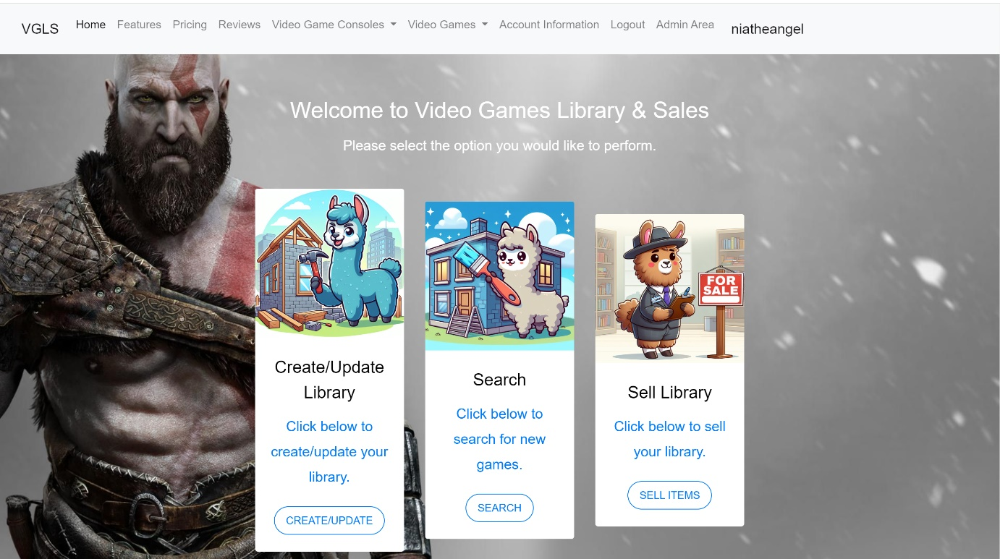 VGLS Home Features Pricing Reviews Video Game Consoles Video Games Account Information Logout Admin Area niatheangel
Welcome to Video Games Library & Sales
Please select the option you would like to perform.
Create/Update
Library
Click below to
create/update your
library.
CREATE/UPDATE
Search
Click below to
search for new
games.
SEARCH
FOR
SALE
Sell Library
Click below to sell
your library.
SELL ITEMS